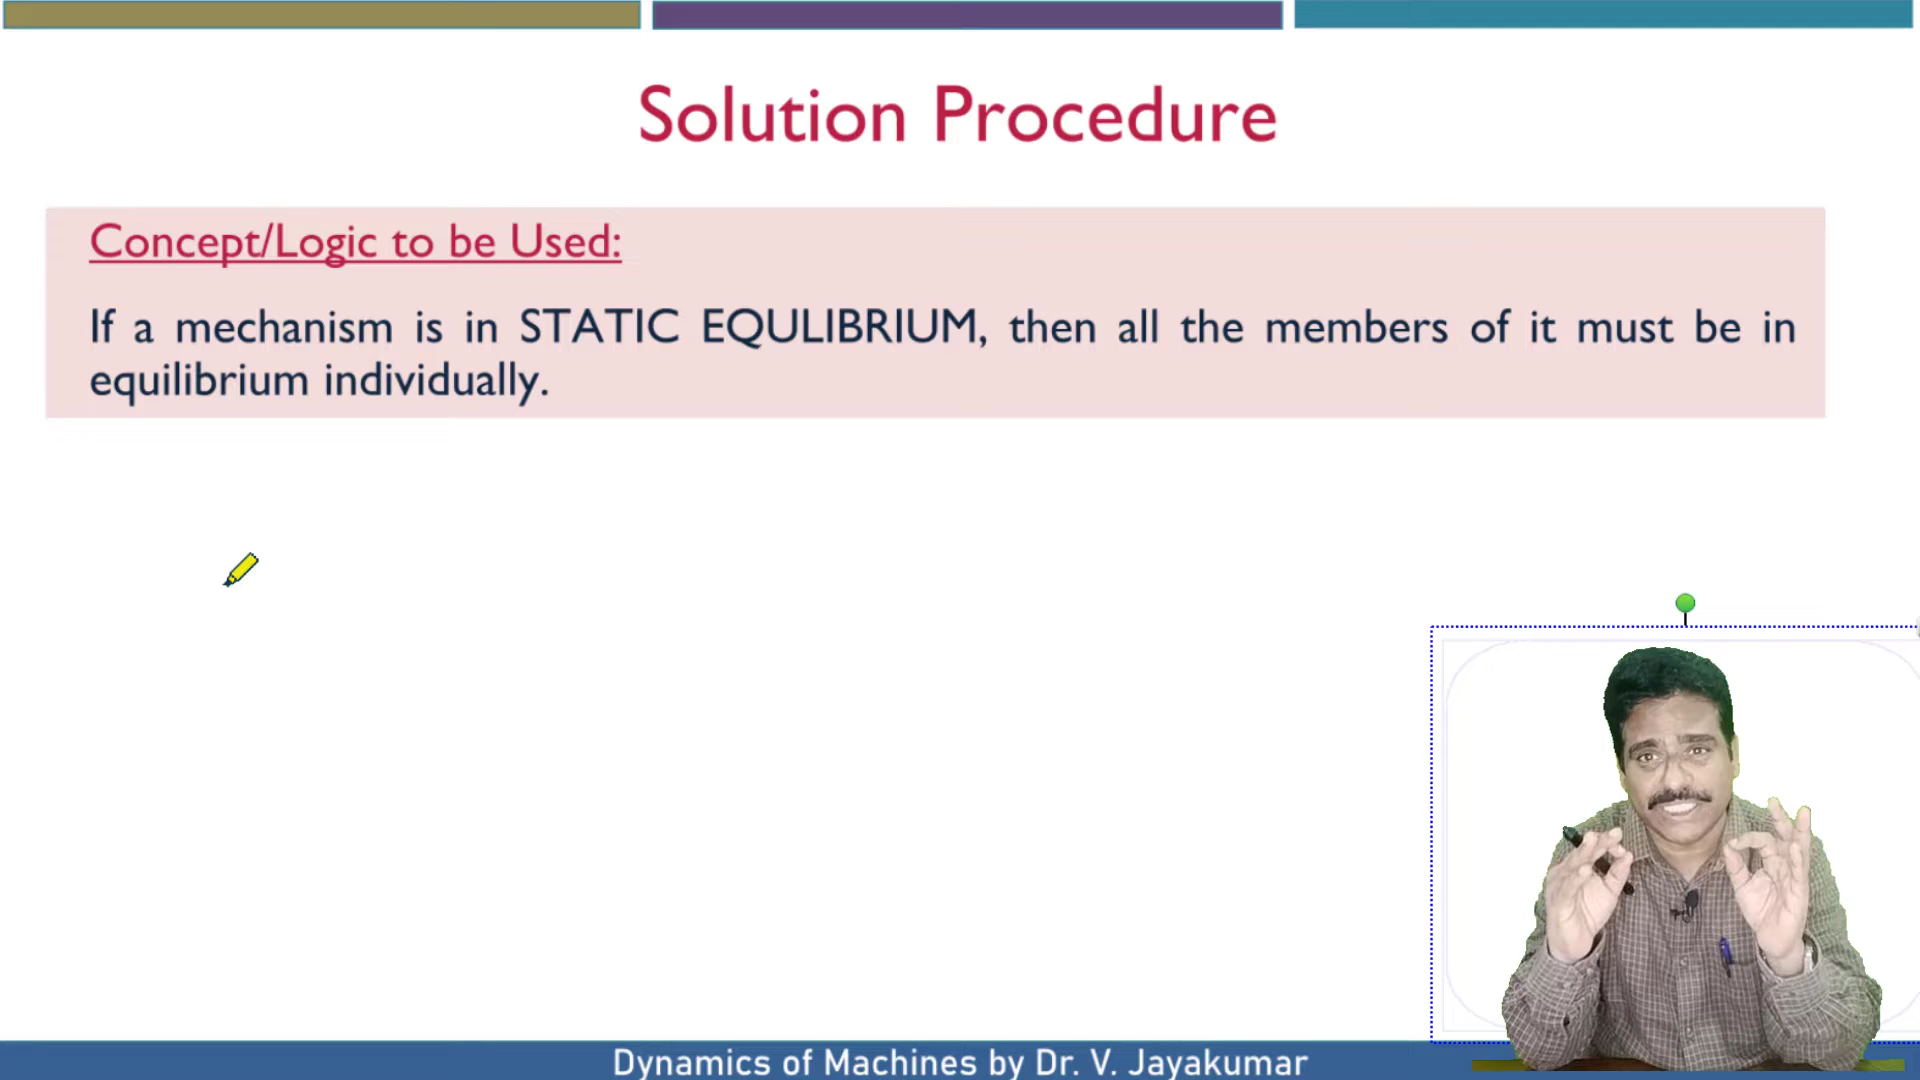 Solution Procedure
Concept/Logic to be Used:
If a mechanism is in STATIC EQULIBRIUM, then all the members of it must be in
equilibrium individually.
Dynamics of Machines by Dr. V. Jayakumar